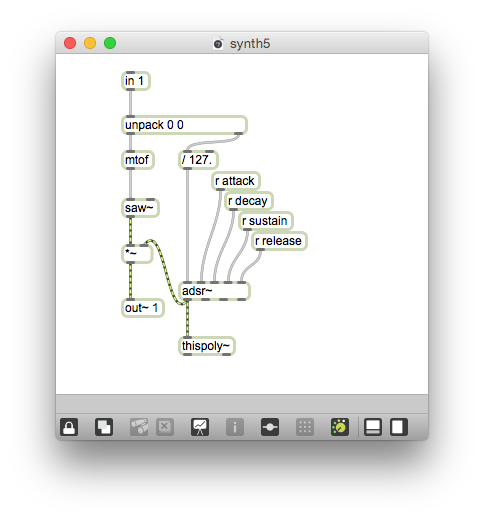 synth5
in 1
unpack 0 0
mtof
/ 127.
r attack
r decay
saw~
r sustain
r release
*~
adsr~
out~ 1
thispoly~